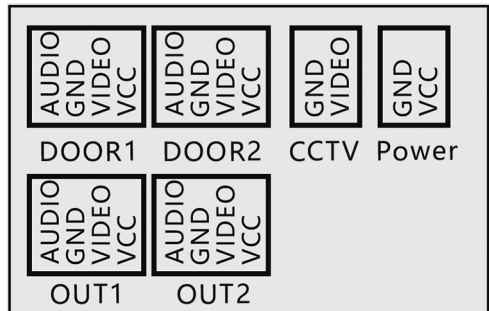 AUDIO
GND
VIDEO
VCC
AUDIO
GND
VIDEO
VCC
GND
VIDEO
GND
VCC
DOOR1 DOOR2 CCTV Power
AUDIO
GND
VIDEO
VCC
AUDIO
GND
VIDEO
VCC
OUT1 OUT2